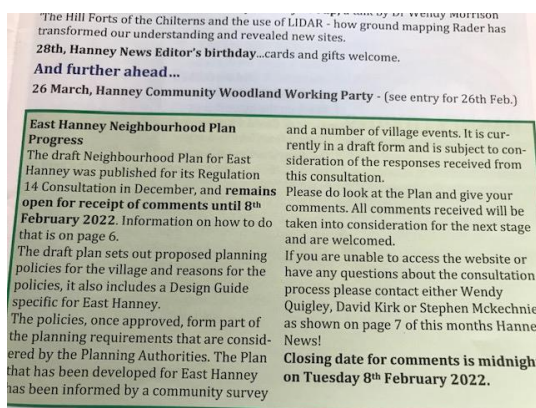 The Hill Forts of the Chilterns and the use of LIDAR - how ground mapping Rader has
transformed our understanding and revealed new sites.
28th, Hanney News Editor's birthday...cards and gifts welcome.
And further ahead...
26 March, Hanney Community Woodland Working Party - (see entry for 26th Feb.)
East Hanney Neighbourhood Plan
Progress
The draft Neighbourhood Plan for East
Hanney was published for its Regulation
14 Consultation in December, and remains
open for receipt of comments until 8th
February 2022. Information on how to do
that is on page 6.
The draft plan sets out proposed planning
policies for the village and reasons for the
policies, it also includes a Design Guide
specific for East Hanney.
The policies, once approved, form part of
the planning requirements that are consid-
ered by the Planning Authorities. The Plan
that has been developed for East Hanney
has been informed by a community survey
and a number of village events. It is cur-
rently in a draft form and is subject to con-
sideration of the responses received from
this consultation.
Please do look at the Plan and give your
comments. All comments received will be
taken into consideration for the next stage
and are welcomed.
If you are unable to access the website or
have any questions about the consultation
process please contact either Wendy
Quigley, David Kirk or Stephen Mckechnie
as shown on page 7 of this months Hanne
News!
Closing date for comments is midnigh
on Tuesday 8th February 2022.